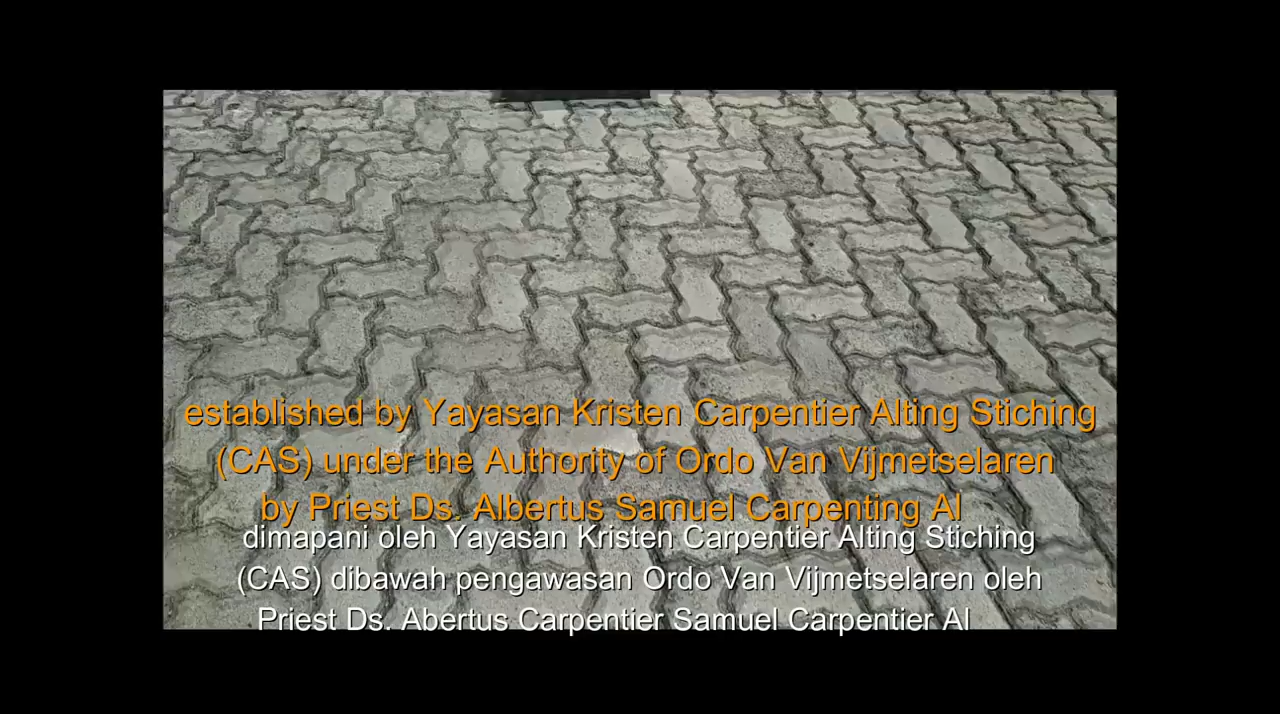 established by Yayasan Kristen Carpentier Alting Stiching
(CAS) under the Authority of Ordo Van Vijmetselaren
by Priest Ds. Albertus Samuel Carpenting Al
dimapani oleh Yayasan Kristen Carpentier Alting Stiching
(CAS) dibawah pengawasan Ordo Van Vijmetselaren oleh
Priest Ds. Abertus Carpentier Samuel Carpentier Al